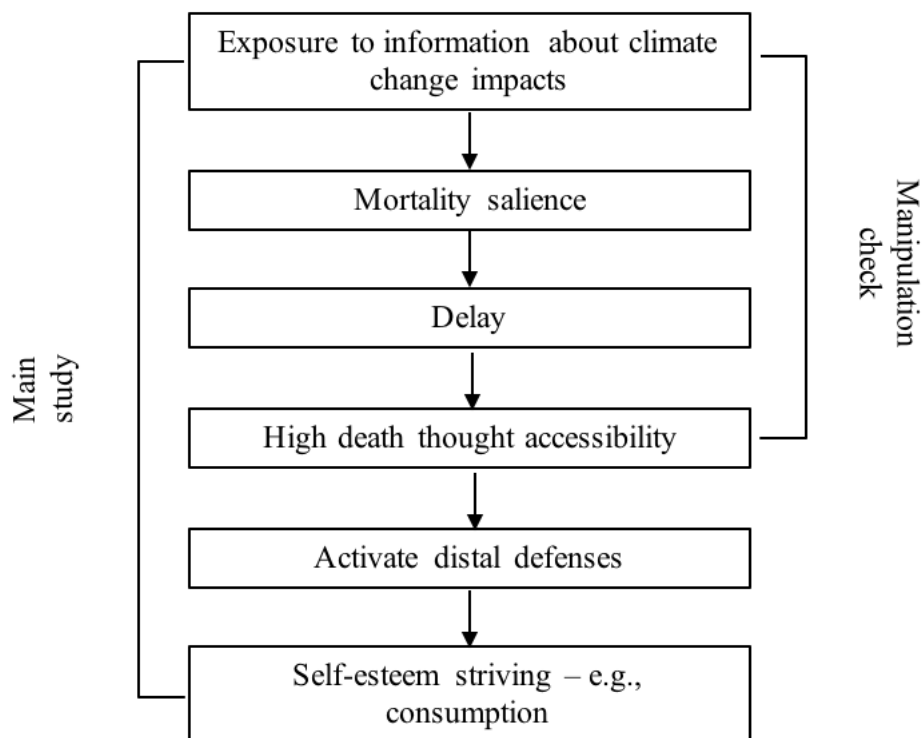 Exposure to information about climate
change impacts
Mortality salience
Delay
High death thought accessibility
Activate distal defenses
Self-esteem striving – e.g.,
consumption
Main
study
Manipulation
check